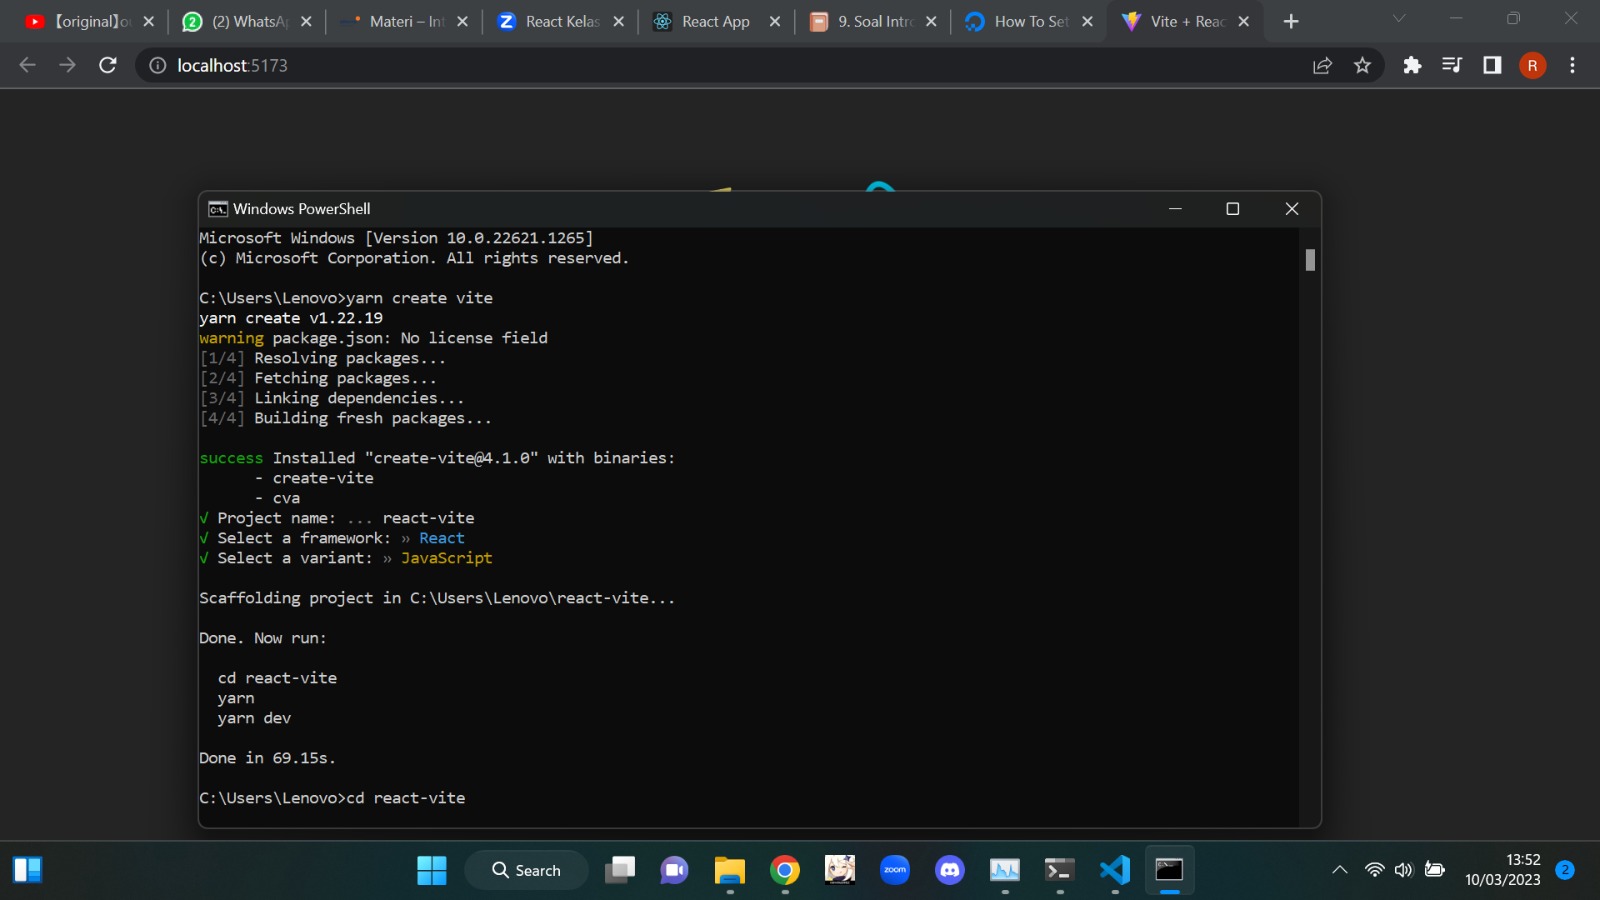 【original】o
(2) WhatsAp
Materi – Int
React Kelas
React App
9. Soal Intro
How To Set
Vite + Reac
localhost:5173
R
Windows PowerShell
Microsoft Windows [Version 10.0.22621.1265]
(c) Microsoft Corporation. All rights reserved.
C:\Users\Lenovo>yarn create vite
yarn create v1.22.19
warning package.json: No license field
[1/4] Resolving packages...
[2/4] Fetching packages...
[3/4] Linking dependencies...
[4/4] Building fresh packages...
success Installed "create-vite@4.1.0" with binaries:
- create-vite
- cva
√ Project name: ... react-vite
√ Select a framework: » React
√ Select a variant: » JavaScript
Scaffolding project in C:\Users\Lenovo\react-vite...
Done. Now run:
cd react-vite
yarn
yarn dev
Done in 69.15s.
C:\Users\Lenovo>cd react-vite
Search
zoom
13:52
10/03/2023
2